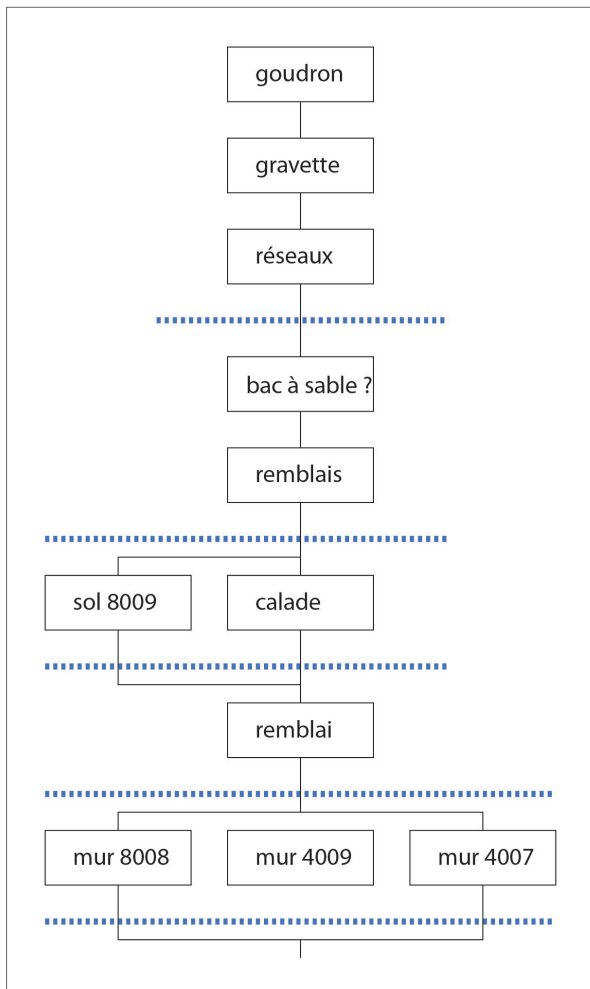 goudron
gravette
réseaux
bac à sable ?
remblais
sol 8009 calade
remblai
mur 8008 mur 4009 mur 4007